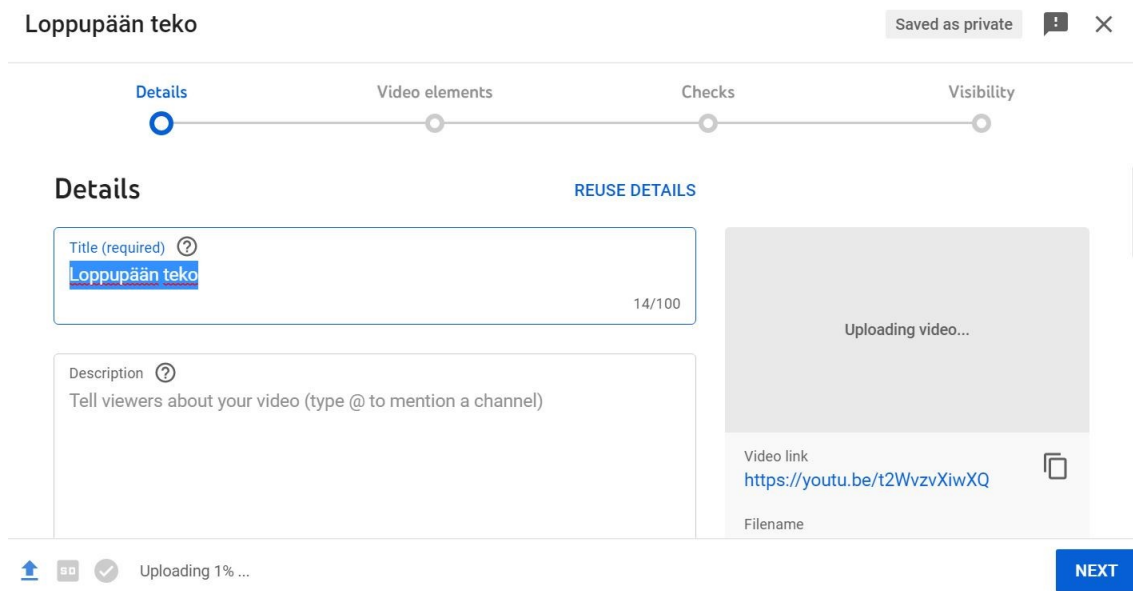 Loppupään teko
Saved as private
Details
Video elements
Checks
Visibility
Details
REUSE DETAILS
Title (required)
Loppupään teko
14/100
Description
Tell viewers about your video (type @ to mention a channel)
Uploading video...
Video link
https://youtu.be/t2WvzvXiwXQ
Filename
SD
Uploading 1% ...
NEXT